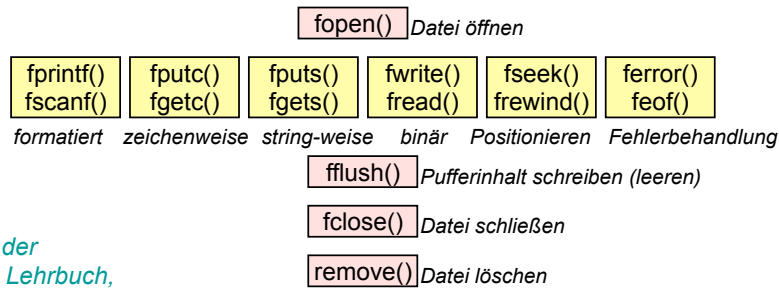 fopen() Datei öffnen
fprintf() fputc() fputs() fwrite() fseek() ferror()
fscanf() fgetc() fgets() fread() frewind() feof()
formatiert zeichenweise string-weise binär Positionieren Fehlerbehandlung
fflush() Pufferinhalt schreiben (leeren)
fclose() Datei schließen
der
Lehrbuch,
remove() Datei löschen